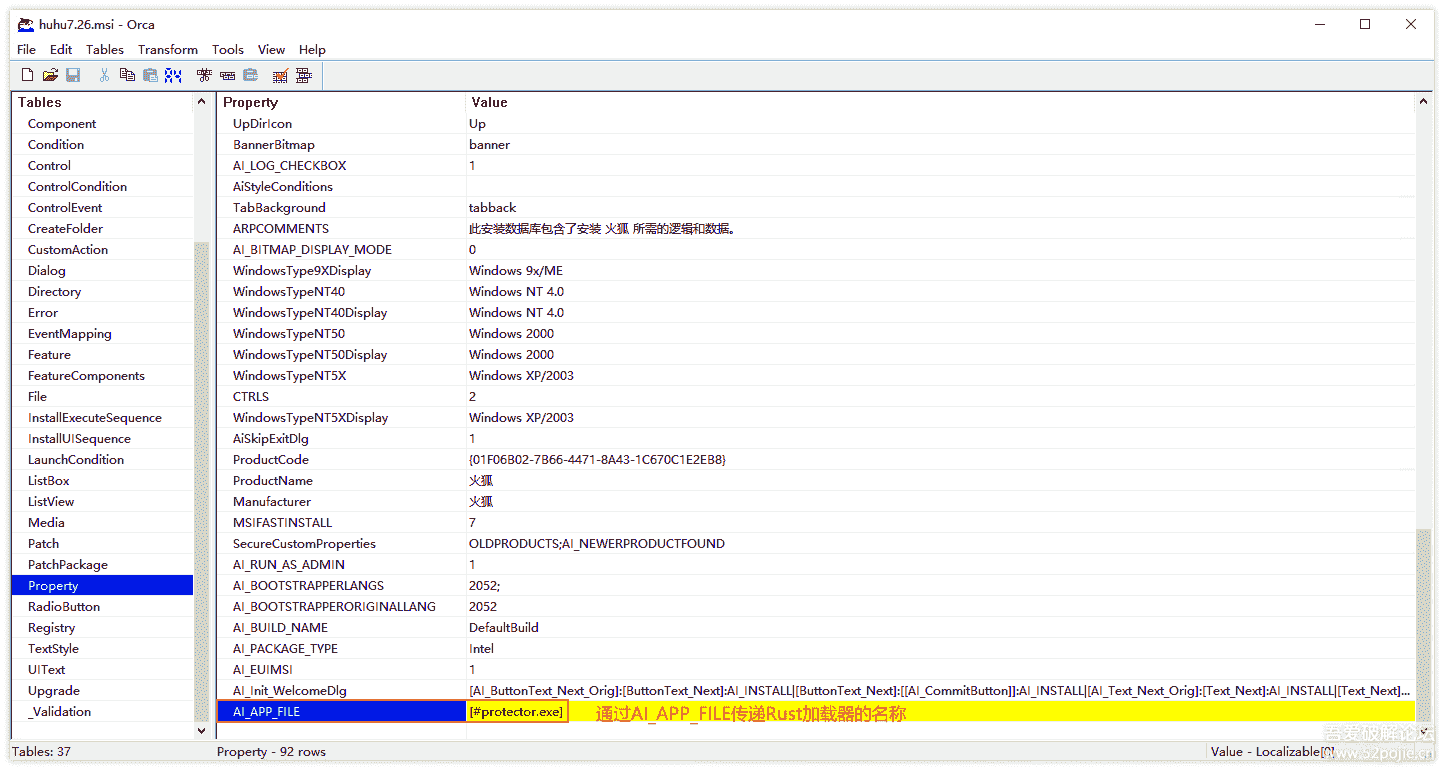 huhu7.26.msi - Orca
File Edit Tables Transform Tools View Help
Tables Property Value
Component UpDirIcon Up
Condition BannerBitmap banner
Control AI_LOG_CHECKBOX 1
ControlCondition AiStyleConditions
ControlEvent TabBackground tabback
CreateFolder ARPCOMMENTS 此安装数据库包含了安装 火狐 所需的逻辑和数据。
CustomAction AI_BITMAP_DISPLAY_MODE 0
Dialog WindowsType9XDisplay Windows 9x/ME
Directory WindowsTypeNT40 Windows NT 4.0
Error WindowsTypeNT40Display Windows NT 4.0
EventMapping WindowsTypeNT50 Windows 2000
Feature WindowsTypeNT50Display Windows 2000
FeatureComponents WindowsTypeNT5X Windows XP/2003
File CTRLS 2
InstallExecuteSequence WindowsTypeNT5XDisplay Windows XP/2003
InstallUISequence AiSkipExitDlg 1
LaunchCondition ProductCode {01F06B02-7B66-4471-8A43-1C670C1E2EB8}
ListBox ProductName 火狐
ListView Manufacturer 火狐
Media MSIFASTINSTALL 7
Patch SecureCustomProperties OLDPRODUCTS;AI_NEWERPRODUCTFOUND
PatchPackage AI_RUN_AS_ADMIN 1
Property AI_BOOTSTRAPPERLANGS 2052;
RadioButton AI_BOOTSTRAPPERORIGINALLANG 2052
Registry AI_BUILD_NAME DefaultBuild
TextStyle AI_PACKAGE_TYPE Intel
UIText AI_EUIMSI 1
Upgrade AI_Init_WelcomeDlg [AI_ButtonText_Next_Orig]:[ButtonText_Next]:AI_INSTALL|[ButtonText_Next]:[[AI_CommitButton]]:AI_INSTALL|[AI_Text_Next_Orig]:[Text_Next]:AI_INSTALL|[Text_Next]...
_Validation AI_APP_FILE [#protector.exe] 通过AI_APP_FILE传递Rust加载器的名称
吾爱破解论坛
Tables: 37 Property - 92 rows Value - Localizable[0]
www.52pojie.cn